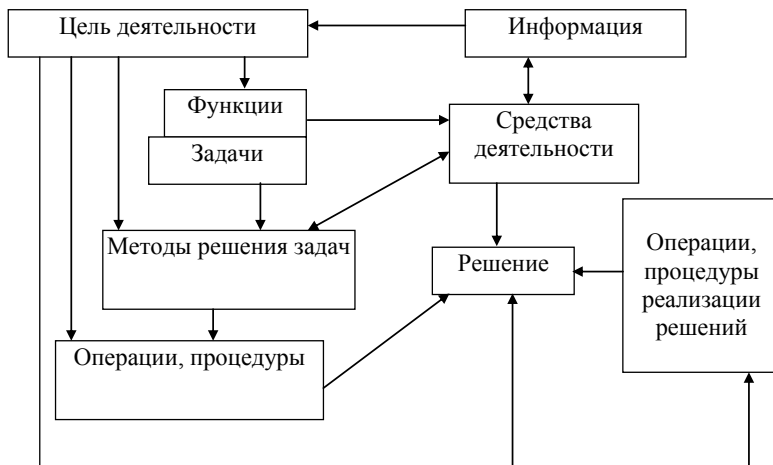 Цель деятельности
Информация
Функции
Задачи
Средства
деятельности
Методы решения задач
Решение
Операции,
процедуры
реализации
решений
Операции, процедуры